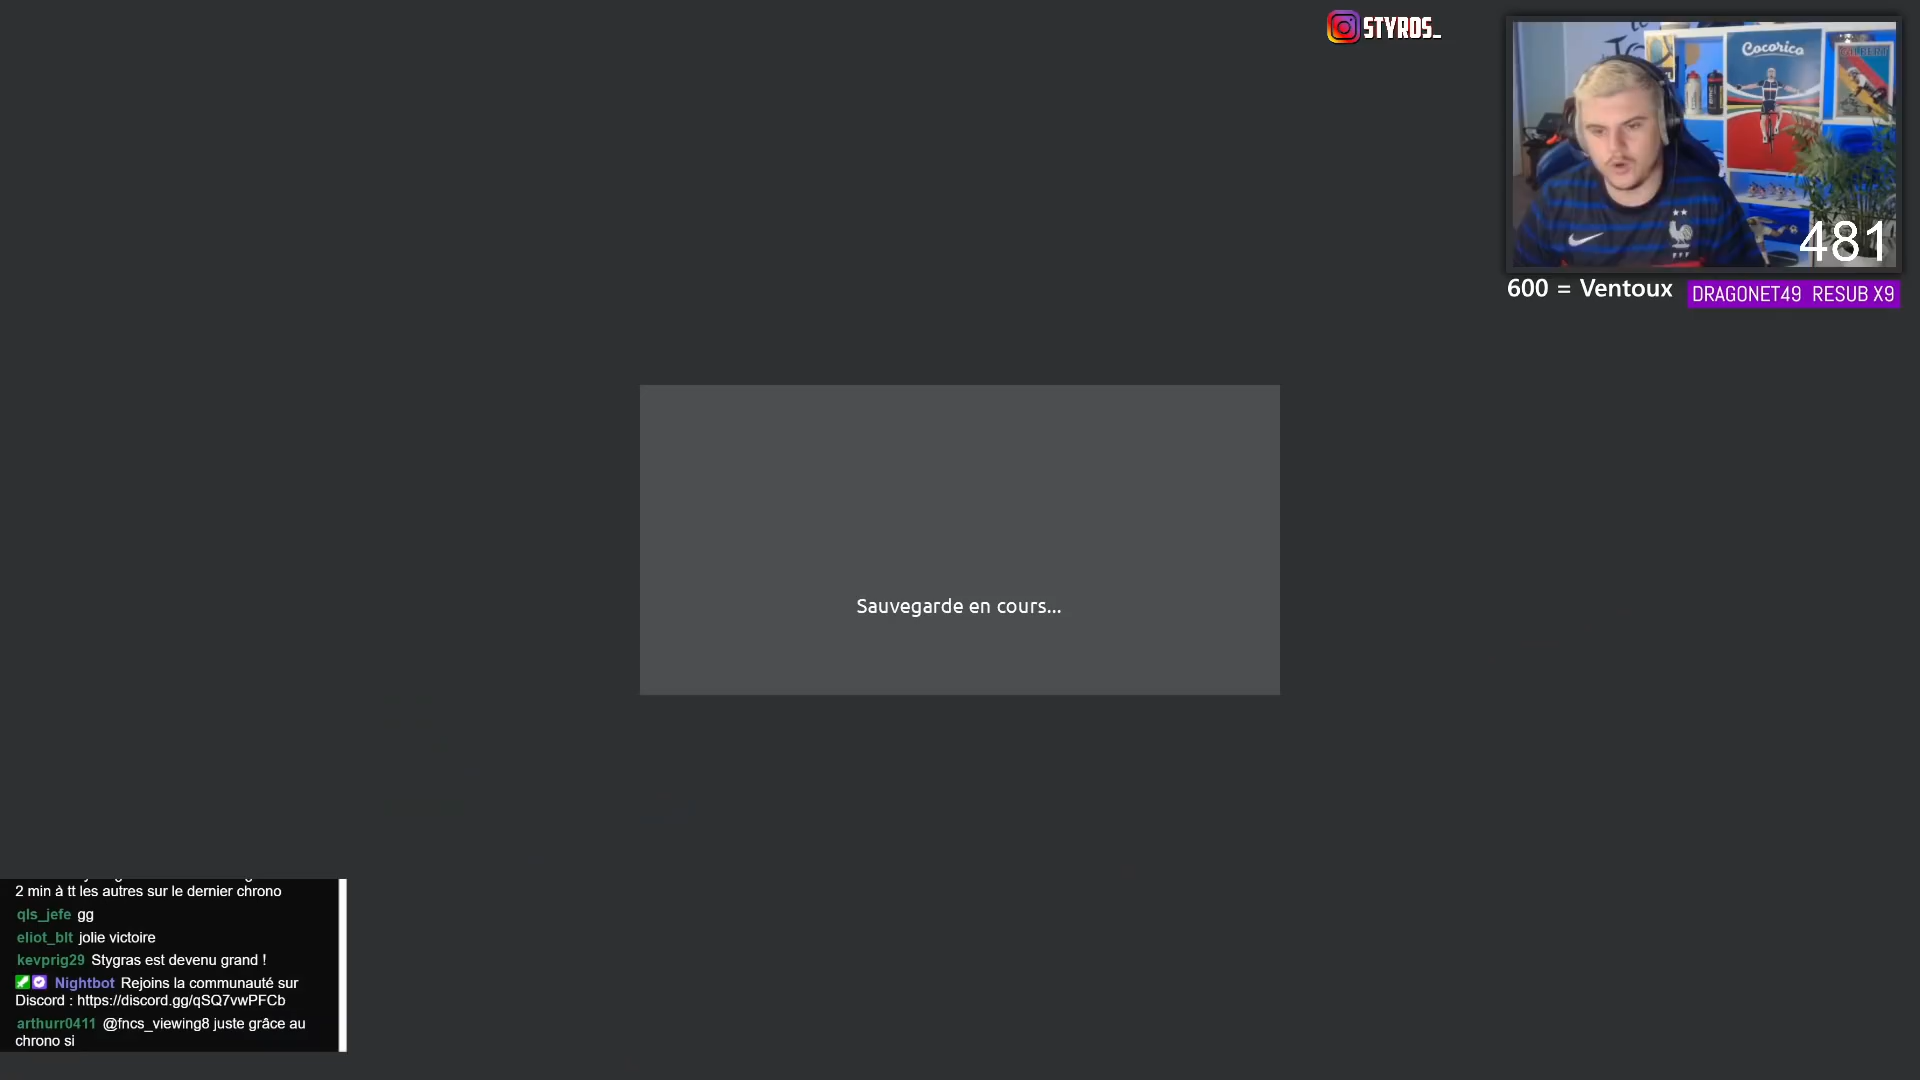 STYROS_
Cocorico
481
600 = Ventoux
DRAGONET49 RESUB X9
Sauvegarde en cours...
2 min à tt les autres sur le dernier chrono
qls_jefe gg
eliot_blt jolie victoire
kevprig29 Stygras est devenu grand !
Nightbot Rejoins la communauté sur
Discord : https://discord.gg/qSQ7vwPFCb
arthurr0411 @fncs_viewing8 juste grâce au
chrono si